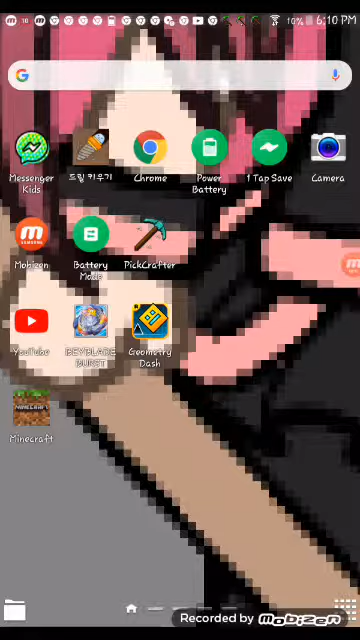 10% 6:10 PM
Messenger Kids
드릴 키우기
Chrome
Power Battery
1 Tap Save
Camera
Mobizen
Battery Mode
PickCrafter
YouTube
BEYBLADE BURST
Geometry Dash
Minecraft
Recorded by mobizen